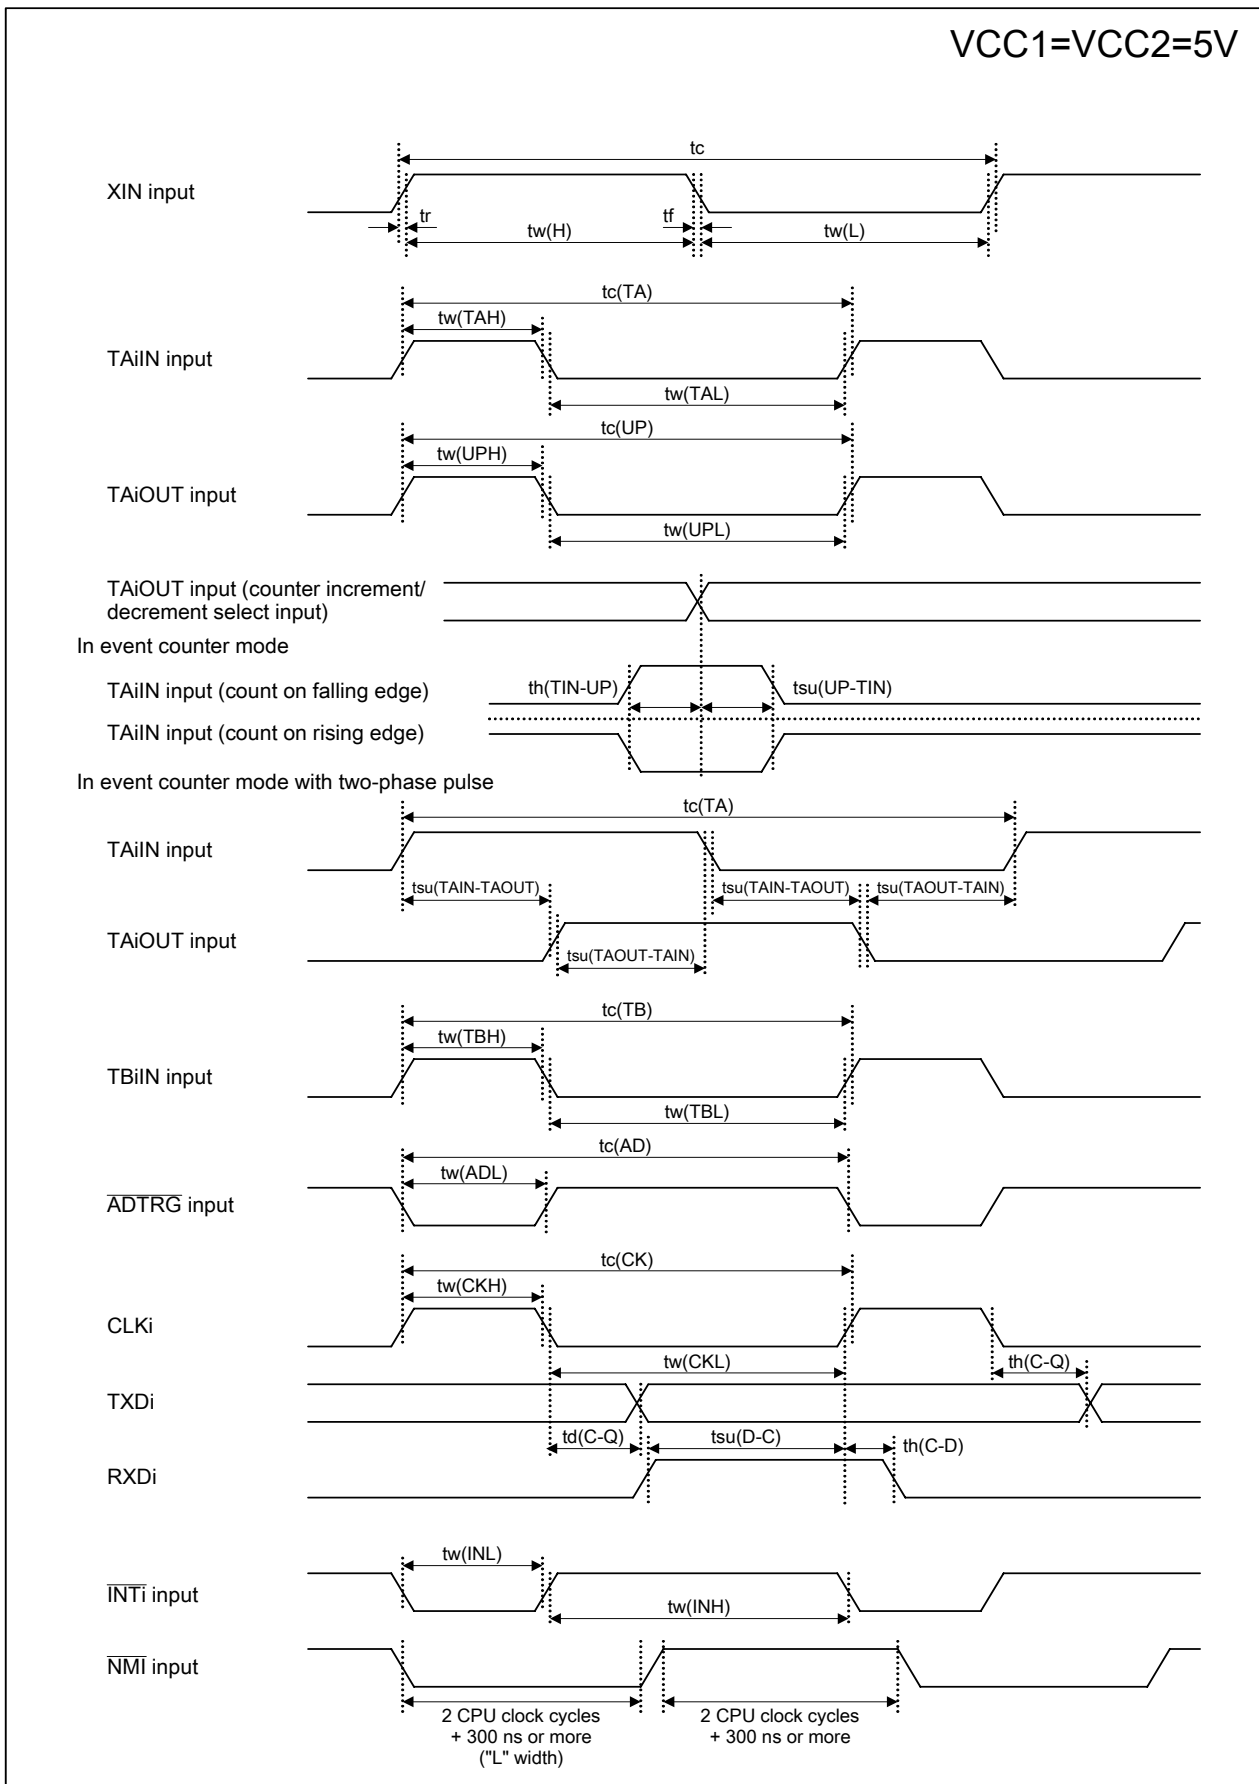 VCC1=VCC2=5V
tc
XIN input
tr
tf
tw(H)
tw(L)
tc(TA)
tw(TAH)
TAiIN input
tw(TAL)
tc(UP)
tw(UPH)
TAiOUT input
tw(UPL)
TAiOUT input (counter increment/
decrement select input)
In event counter mode
TAiIN input (count on falling edge)
th(TIN-UP)
tsu(UP-TIN)
TAiIN input (count on rising edge)
In event counter mode with two-phase pulse
tc(TA)
TAiIN input
tsu(TAIN-TAOUT)
tsu(TAIN-TAOUT)
tsu(TAOUT-TAIN)
TAiOUT input
tsu(TAOUT-TAIN)
tc(TB)
tw(TBH)
TBiIN input
tw(TBL)
tc(AD)
tw(ADL)
ADTRG input
tc(CK)
tw(CKH)
CLKi
tw(CKL)
th(C-Q)
TXDi
td(C-Q)
tsu(D-C)
th(C-D)
RXDi
tw(INL)
INTi input
tw(INH)
NMI input
2 CPU clock cycles
+ 300 ns or more
("L" width)
2 CPU clock cycles
+ 300 ns or more